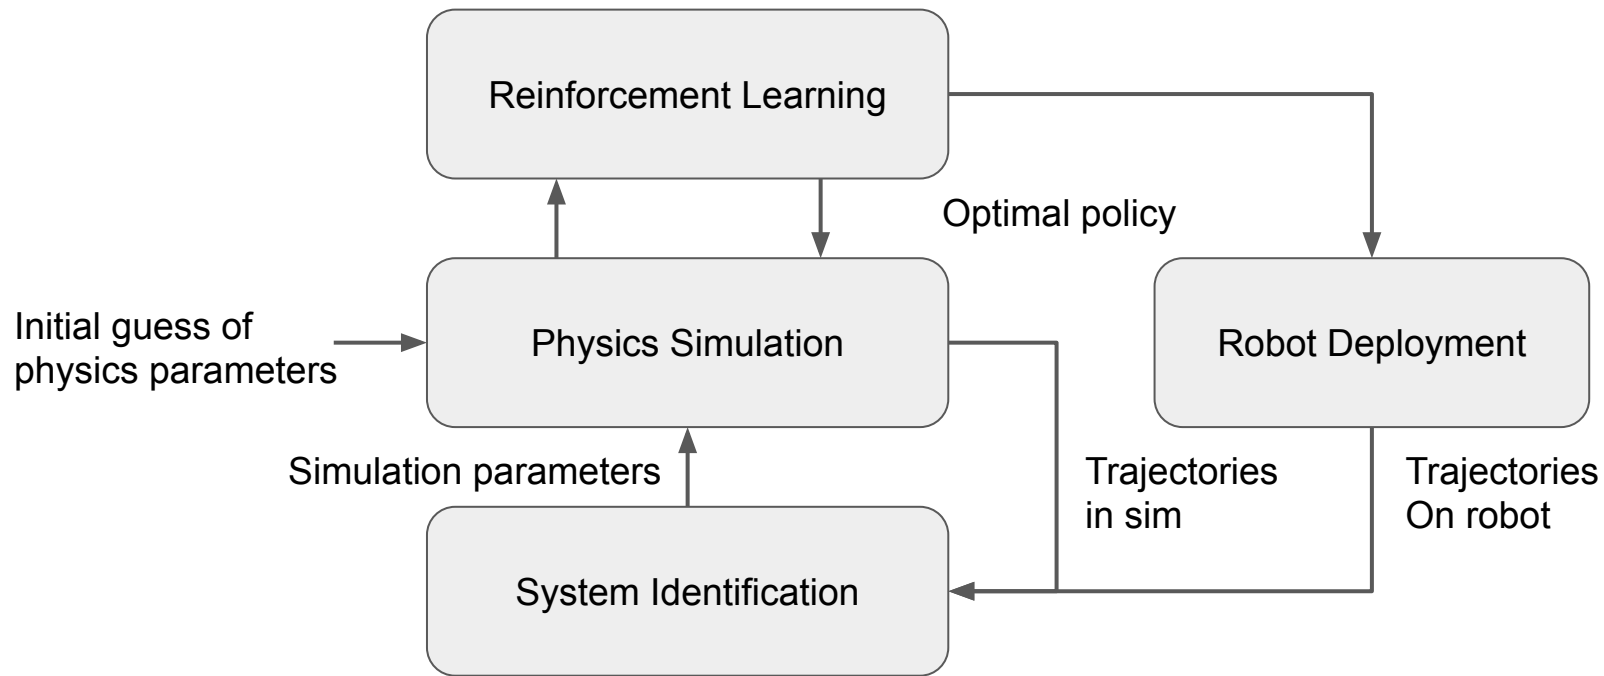 Reinforcement Learning
Optimal policy
Initial guess of
physics parameters
Physics Simulation
Robot Deployment
Simulation parameters
Trajectories
in sim
Trajectories
On robot
System Identification